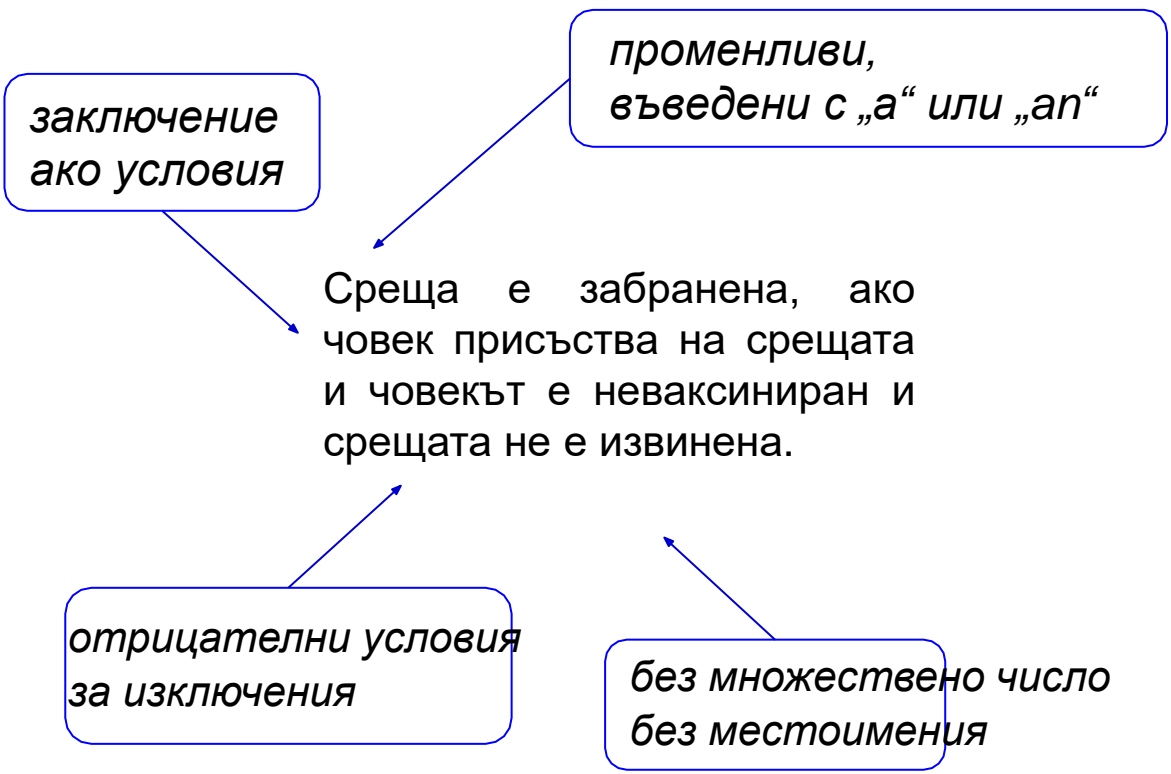 променливи,
въведени с „a“ или „an“
заключение
ако условия
Среща е забранена, ако
човек присъства на срещата
и човекът е неваксиниран и
срещата не е извинена.
отрицателни условия
за изключения
без множествено число
без местоимения